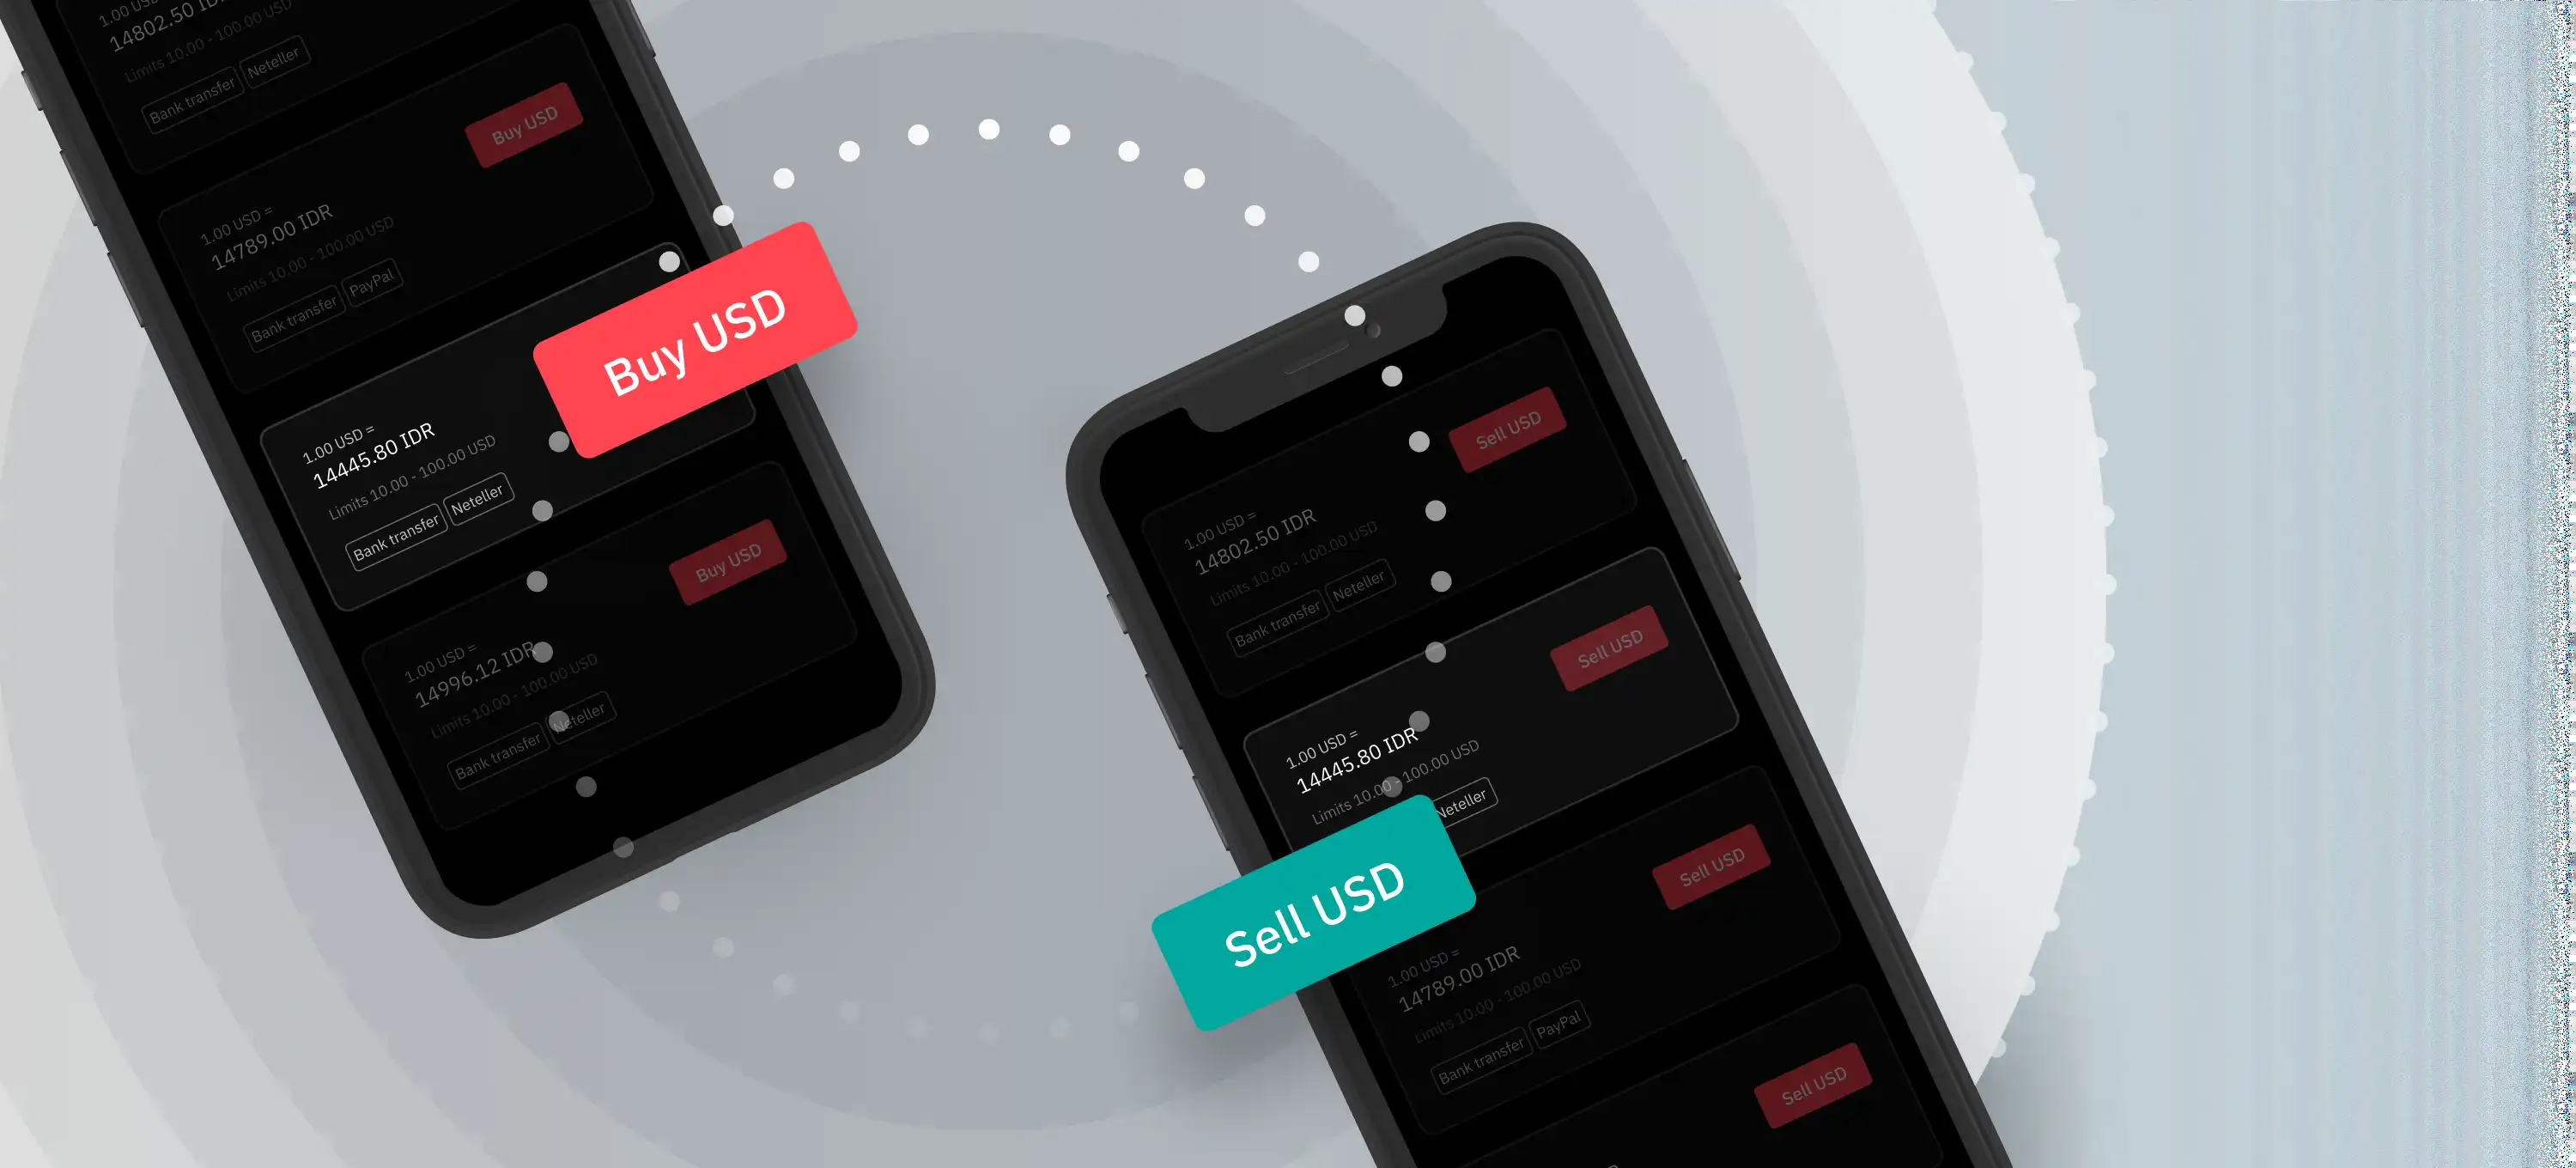 1.00 USD =
14802.50 IDR
Limits 10.00 - 100.00 USD
Bank transfer
Neteller
Buy USD
1.00 USD =
14789.00 IDR
Limits 10.00 - 100.00 USD
Bank transfer
PayPal
Buy USD
1.00 USD =
14445.80 IDR
Limits 10.00 - 100.00 USD
Bank transfer
Neteller
Buy USD
1.00 USD =
14996.12 IDR
Limits 10.00 - 100.00 USD
Bank transfer
Neteller
Sell USD
1.00 USD =
14802.50 IDR
Limits 10.00 - 100.00 USD
Bank transfer
Neteller
Sell USD
1.00 USD =
14445.80 IDR
Limits 10.00 - 100.00 USD
Neteller
Sell USD
Sell USD
1.00 USD =
14789.00 IDR
Limits 10.00 - 100.00 USD
Bank transfer
PayPal
Sell USD